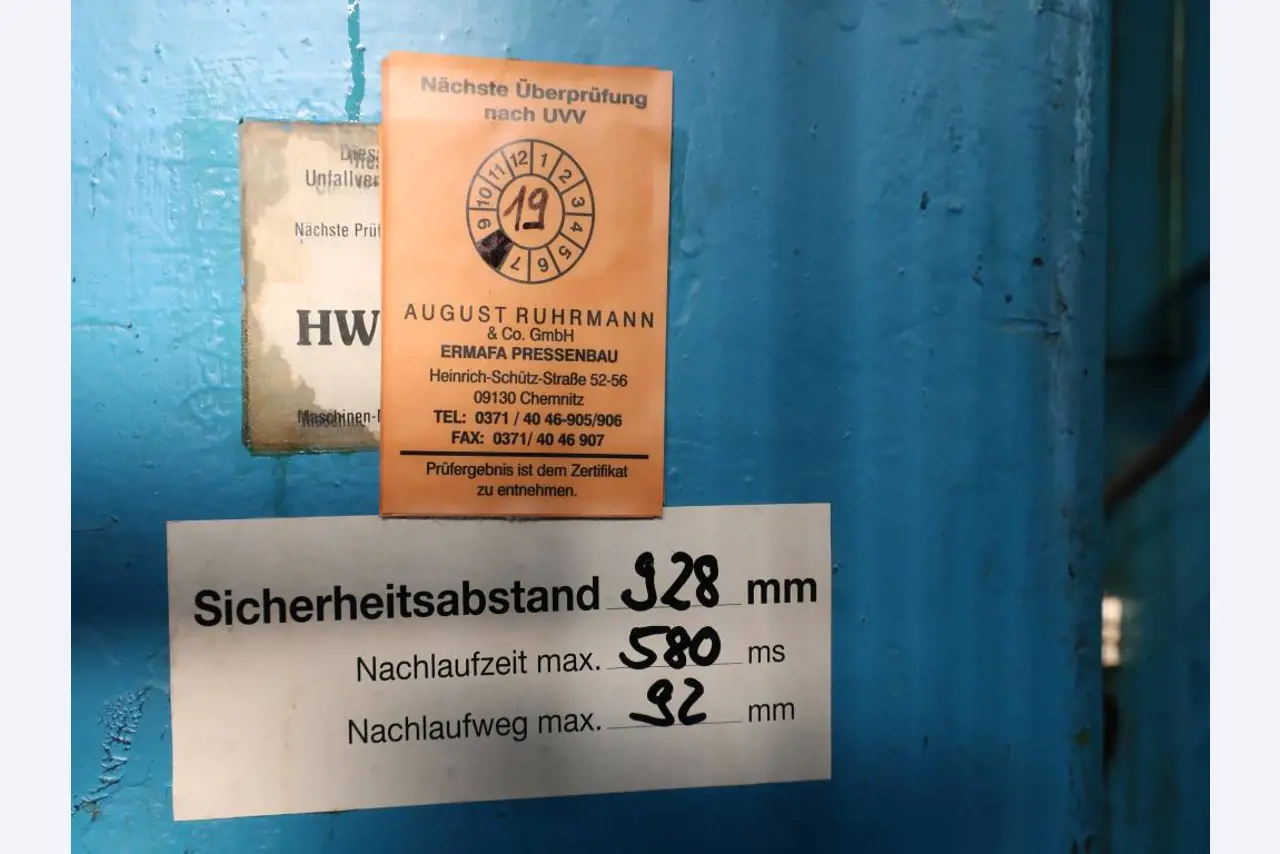 Nächste Überprüfung
nach UVV
12 1 2 3 4 5 6 7 9 10 11
19
AUGUST RUHRMANN
& Co. GmbH
ERMAFA PRESSENBAU
Heinrich-Schütz-Straße 52-56
09130 Chemnitz
TEL: 0371 / 40 46-905/906
FAX: 0371/ 40 46 907
Prüfergebnis ist dem Zertifikat
zu entnehmen.
Unfallver
Nächste Prüf
HW
Maschinen-
Sicherheitsabstand 928 mm
Nachlaufzeit max. 580 ms
Nachlaufweg max. 92 mm